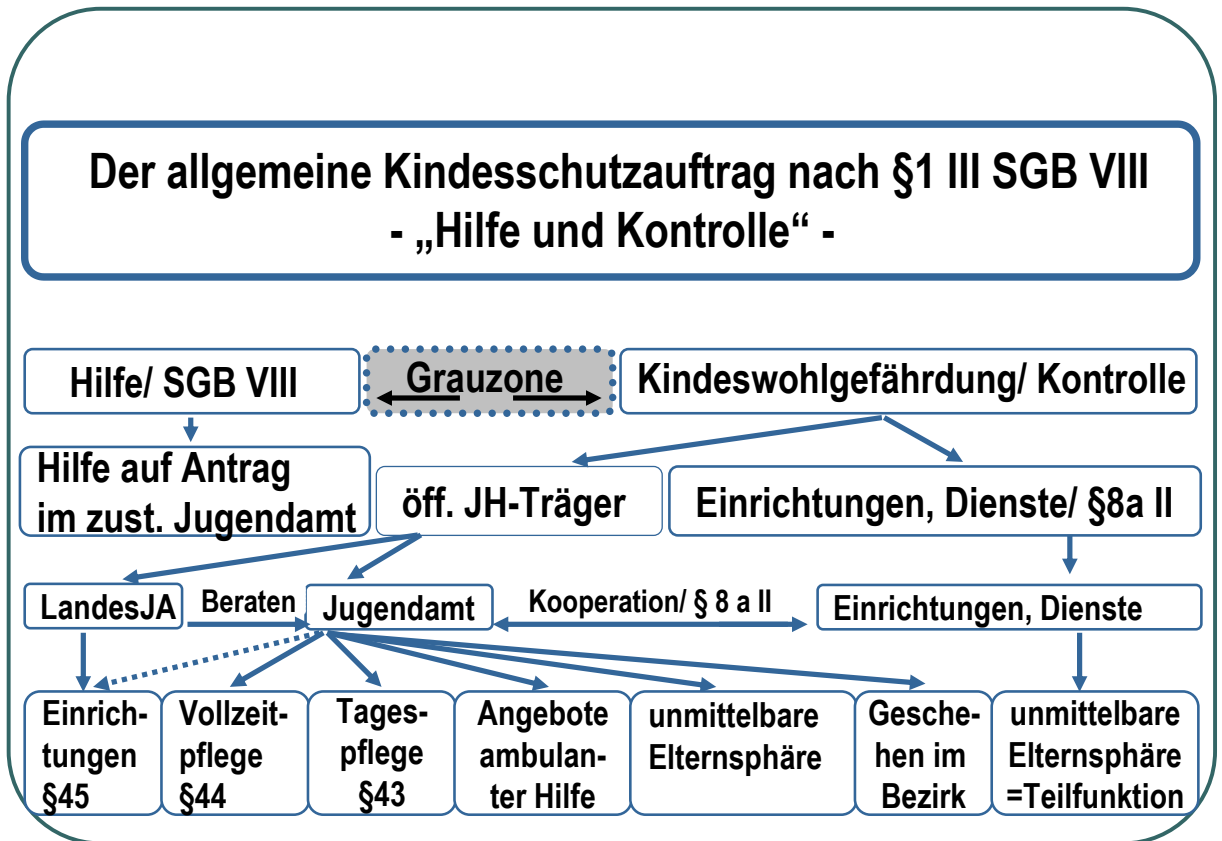 Der allgemeine Kindesschutzauftrag nach §1 III SGB VIII
- „Hilfe und Kontrolle“ -
Hilfe/ SGB VIII
Grauzone
Kindeswohlgefährdung/ Kontrolle
Hilfe auf Antrag
im zust. Jugendamt
öff. JH-Träger
Einrichtungen, Dienste/ §8a II
LandesJA
Beraten
Jugendamt
Kooperation/ § 8 a II
Einrichtungen, Dienste
Einrich-
tungen
§45
Vollzeit-
pflege
§44
Tages-
pflege
§43
Angebote
ambulan-
ter Hilfe
unmittelbare
Elternsphäre
Gesche-
hen im
Bezirk
unmittelbare
Elternsphäre
=Teilfunktion